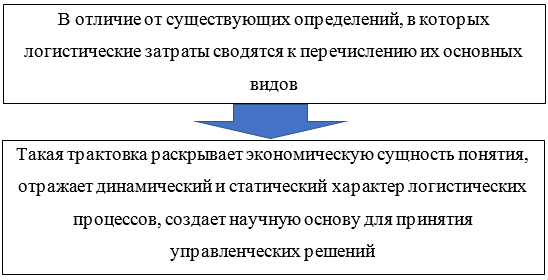 В отличие от существующих определений, в которых
логистические затраты сводятся к перечислению их основных
видов
Такая трактовка раскрывает экономическую сущность понятия,
отражает динамический и статический характер логистических
процессов, создает научную основу для принятия
управленческих решений